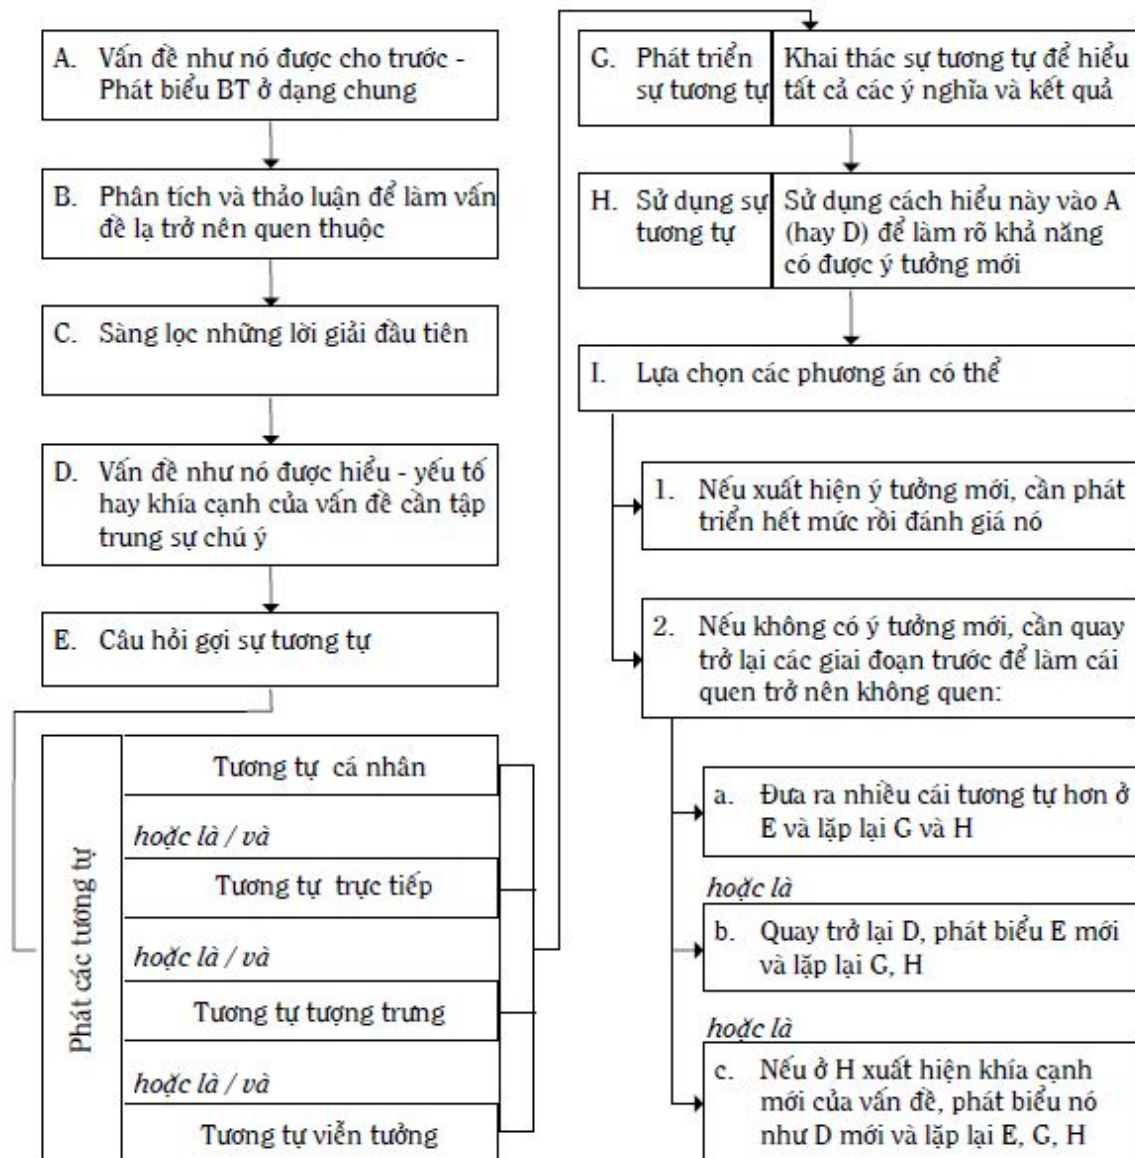 A. Vấn đề như nó được cho trước -
Phát biểu BT ở dạng chung
B. Phân tích và thảo luận để làm vấn
đề lạ trở nên quen thuộc
C. Sàng lọc những lời giải đầu tiên
D. Vấn đề như nó được hiểu - yếu tố
hay khía cạnh của vấn đề cần tập
trung sự chú ý
E. Câu hỏi gợi sự tương tự
Phát các tương tự
Tương tự cá nhân
hoặc là / và
Tương tự trực tiếp
hoặc là / và
Tương tự tượng trưng
hoặc là / và
Tương tự viễn tưởng
G. Phát triển
sự tương tự
Khai thác sự tương tự để hiểu
tất cả các ý nghĩa và kết quả
H. Sử dụng sự
tương tự
Sử dụng cách hiểu này vào A
(hay D) để làm rõ khả năng
có được ý tưởng mới
I. Lựa chọn các phương án có thể
1. Nếu xuất hiện ý tưởng mới, cần phát
triển hết mức rồi đánh giá nó
2. Nếu không có ý tưởng mới, cần quay
trở lại các giai đoạn trước để làm cái
quen trở nên không quen:
a. Đưa ra nhiều cái tương tự hơn ở
E và lặp lại G và H
hoặc là
b. Quay trở lại D, phát biểu E mới
và lặp lại G, H
hoặc là
c. Nếu ở H xuất hiện khía cạnh
mới của vấn đề, phát biểu nó
như D mới và lặp lại E, G, H